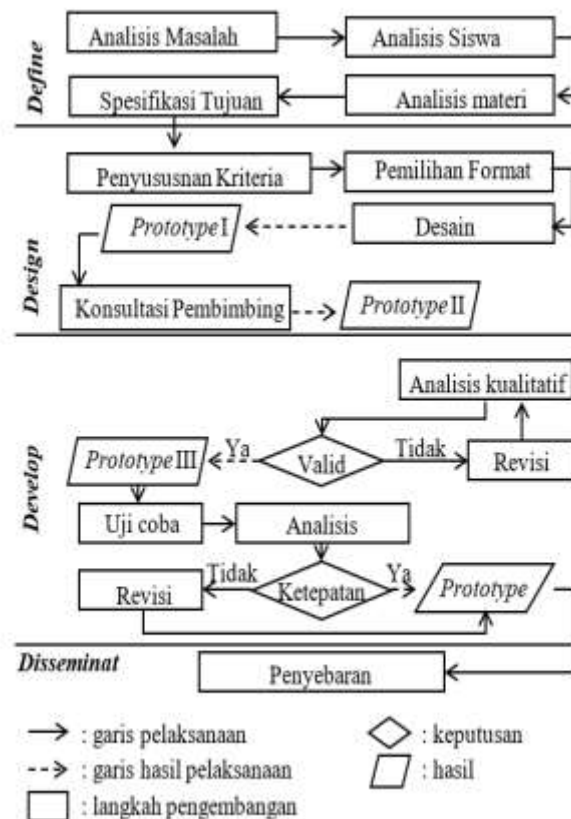 Define
Analisis Masalah
Analisis Siswa
Spesifikasi Tujuan
Analisis materi
Design
Penyususnan Kriteria
Pemilihan Format
Prototype I
Desain
Konsultasi Pembimbing
Prototype II
Develop
Analisis kualitatif
Prototype III
Ya
Valid
Tidak
Revisi
Uji coba
Analisis
Revisi
Tidak
Ketepatan
Ya
Prototype
Disseminat
Penyebaran
: garis pelaksanaan
: keputusan
: garis hasil pelaksanaan
: hasil
: langkah pengembangan